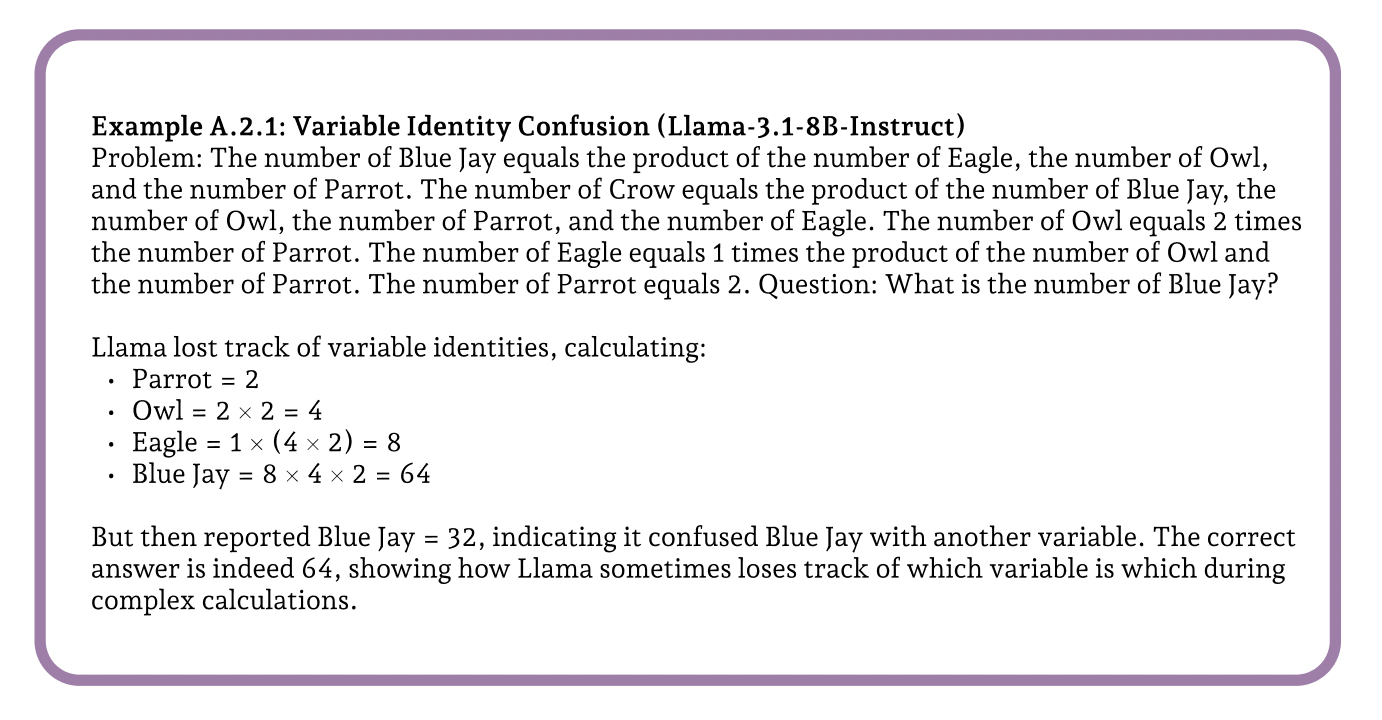 Example A.2.1: Variable Identity Confusion (Llama-3.1-8B-Instruct)
Problem: The number of Blue Jay equals the product of the number of Eagle, the number of Owl,
and the number of Parrot. The number of Crow equals the product of the number of Blue Jay, the
number of Owl, the number of Parrot, and the number of Eagle. The number of Owl equals 2 times
the number of Parrot. The number of Eagle equals 1 times the product of the number of Owl and
the number of Parrot. The number of Parrot equals 2. Question: What is the number of Blue Jay?
Llama lost track of variable identities, calculating:
• Parrot = 2
• Owl = 2 × 2 = 4
• Eagle = 1 × (4 × 2) = 8
• Blue Jay = 8 × 4 × 2 = 64
But then reported Blue Jay = 32, indicating it confused Blue Jay with another variable. The correct
answer is indeed 64, showing how Llama sometimes loses track of which variable is which during
complex calculations.